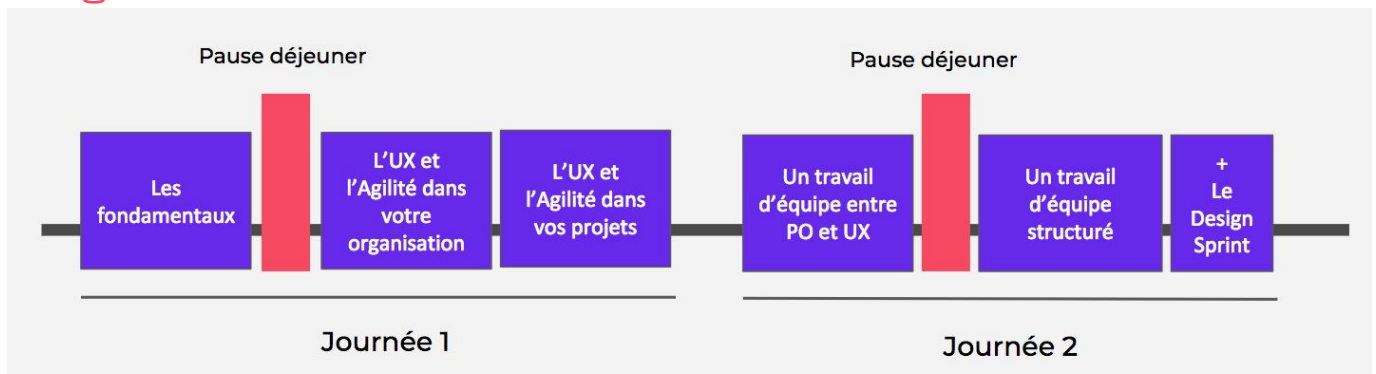 Pause déjeuner
Les
fondamentaux
L'UX et
l'Agilité dans
votre
organisation
L'UX et
l'Agilité dans
vos projets
Journée 1
Pause déjeuner
Un travail
d'équipe entre
PO et UX
Un travail
d'équipe
structuré
+
Le
Design
Sprint
Journée 2